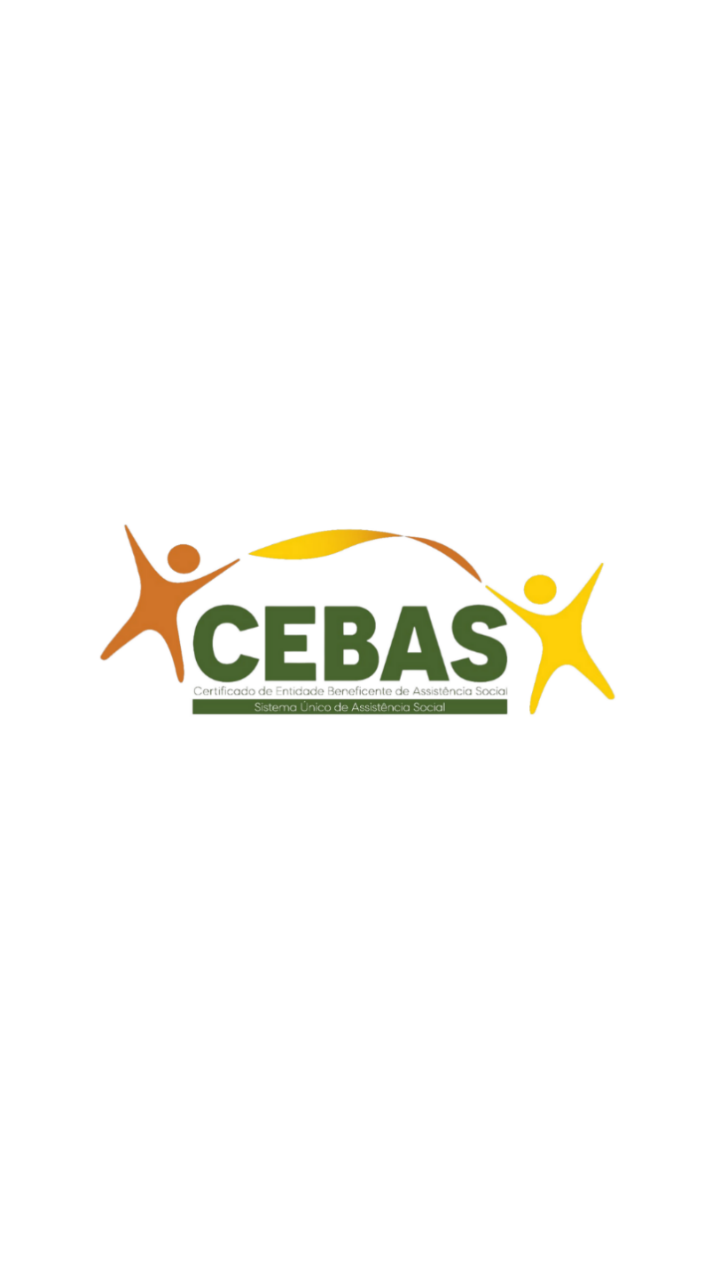 CEBAS
Certificado de Entidade Beneficente de Assistência Social
Sistema Único de Assistência Social